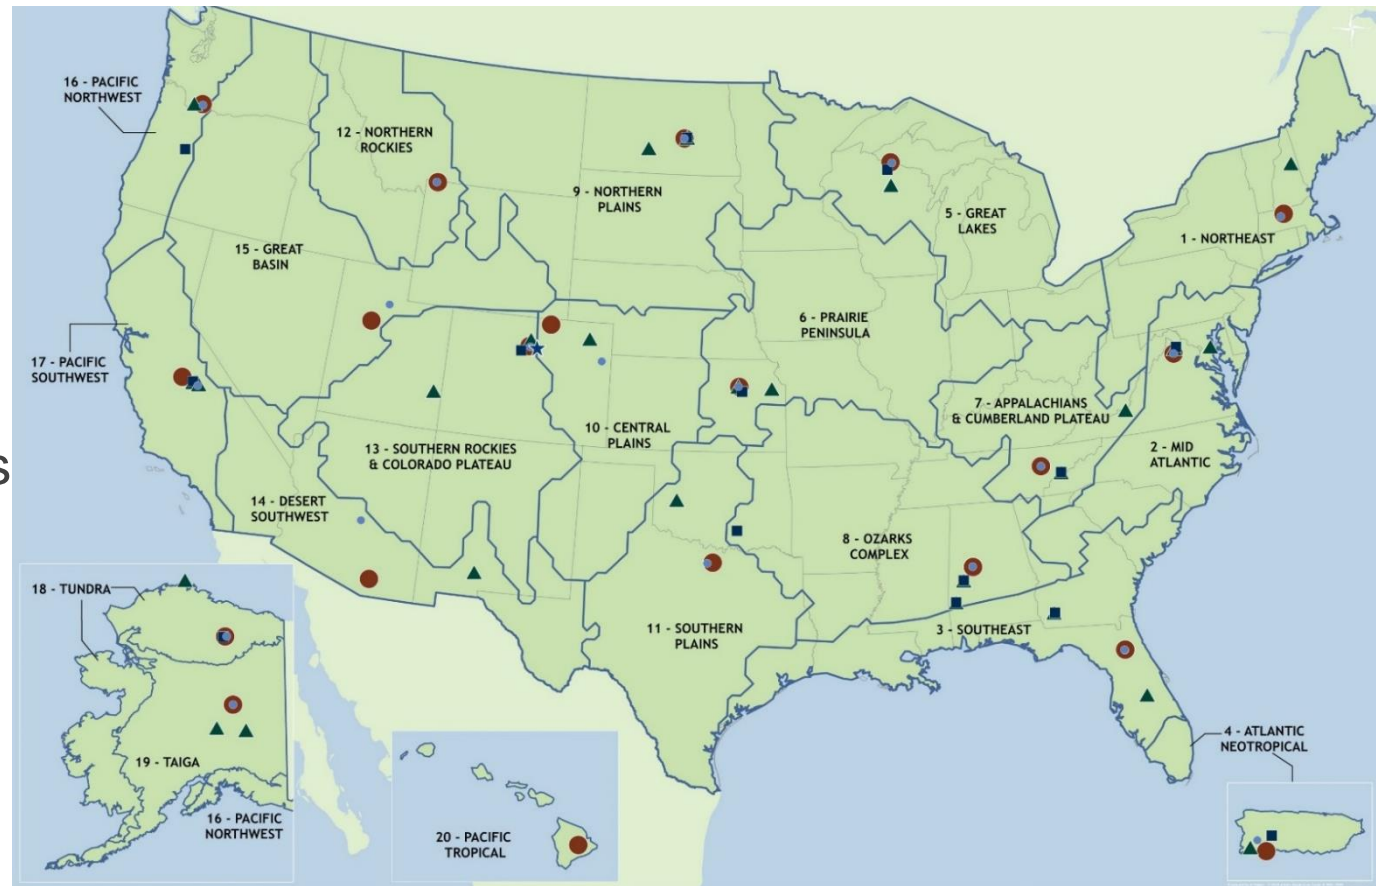 16 - PACIFIC
NORTHWEST
12 - NORTHERN
ROCKIES
9 - NORTHERN
PLAINS
5 - GREAT
LAKES
1 - NORTHEAST
15 - GREAT
BASIN
6 - PRAIRIE
PENINSULA
17 - PACIFIC
SOUTHWEST
7 - APPALACHIANS
& CUMBERLAND PLATEAU
10 - CENTRAL
PLAINS
13 - SOUTHERN ROCKIES
& COLORADO PLATEAU
2 - MID
ATLANTIC
s
14 - DESERT
SOUTHWEST
8 - OZARKS
COMPLEX
18 - TUNDRA
11 - SOUTHERN
PLAINS
3 - SOUTHEAST
4 - ATLANTIC
NEOTROPICAL
19 - TAIGA
16 - PACIFIC
NORTHWEST
20 - PACIFIC
TROPICAL